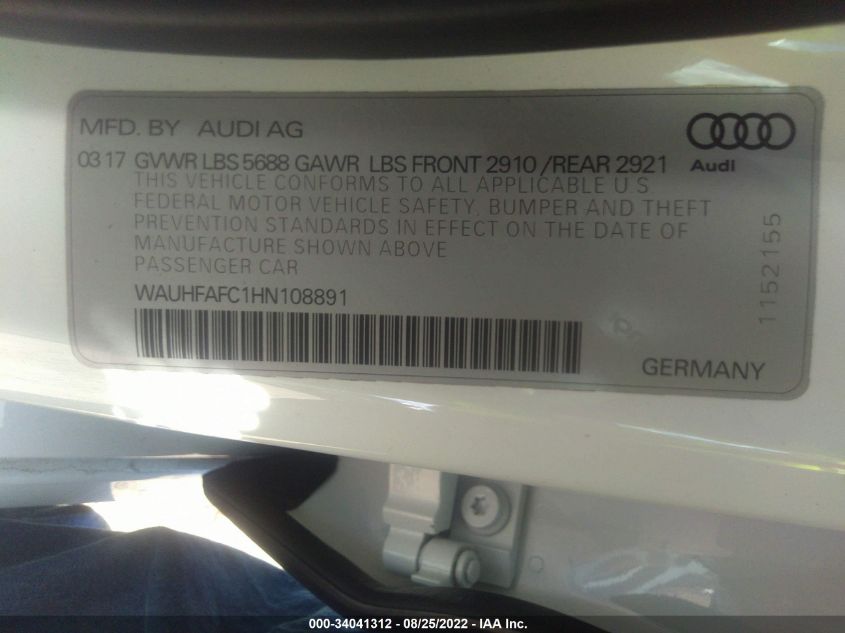 MFD. BY AUDI AG
Audi
03 17 GVWR LBS 5688 GAWR LBS FRONT 2910 /REAR 2921
THIS VEHICLE CONFORMS TO ALL APPLICABLE U S
FEDERAL MOTOR VEHICLE SAFETY, BUMPER AND THEFT
PREVENTION STANDARDS IN EFFECT ON THE DATE OF
MANUFACTURE SHOWN ABOVE
PASSENGER CAR
WAUHFAFC1HN108891
1152155
GERMANY
000-34041312 - 08/25/2022 - IAA Inc.